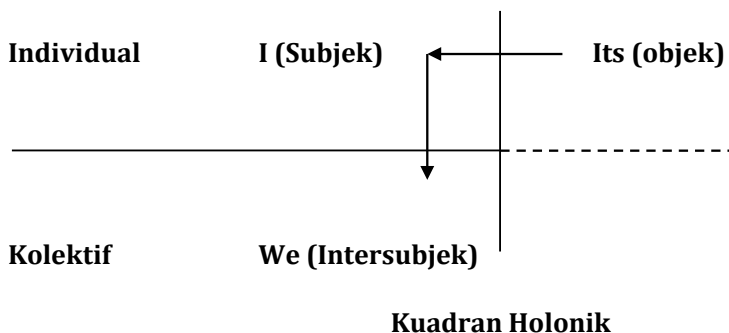 Individual I (Subjek) Its (objek)
Kolektif We (Intersubjek)
Kuadran Holonik